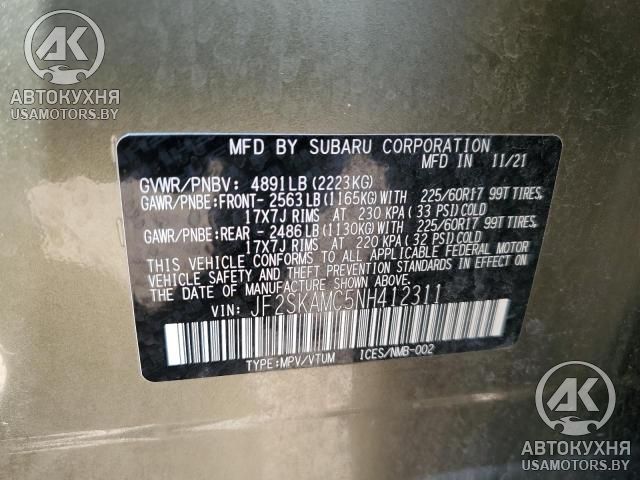 AK
АВТОКУХНЯ
USAMOTORS.BY
MFD BY SUBARU CORPORATION
MFD IN 11/21
GVWR/PNBV: 4891LB(2223KG)
GAWR/PNBE:FRONT- 2563LB(1165KG)WITH 225/60R17 99T TIRES,
17X7J RIMS AT 230 KPA(33 PSI)COLD
GAWR/PNBE:REAR - 2486LB(1130KG)WITH 225/60R17 99T TIRES,
17X7J RIMS AT 220 KPA(32 PSI)COLD
THIS VEHICLE CONFORMS TO ALL APPLICABLE FEDERAL MOTOR
VEHICLE SAFETY AND THEFT PREVENTION STANDARDS IN EFFECT ON
THE DATE OF MANUFACTURE SHOWN ABOVE.
VIN: JF2SKAMC5NH412311
TYPE:MPV/VTUM ICES/NMB-002
AK
АВТОКУХНЯ
USAMOTORS.BY